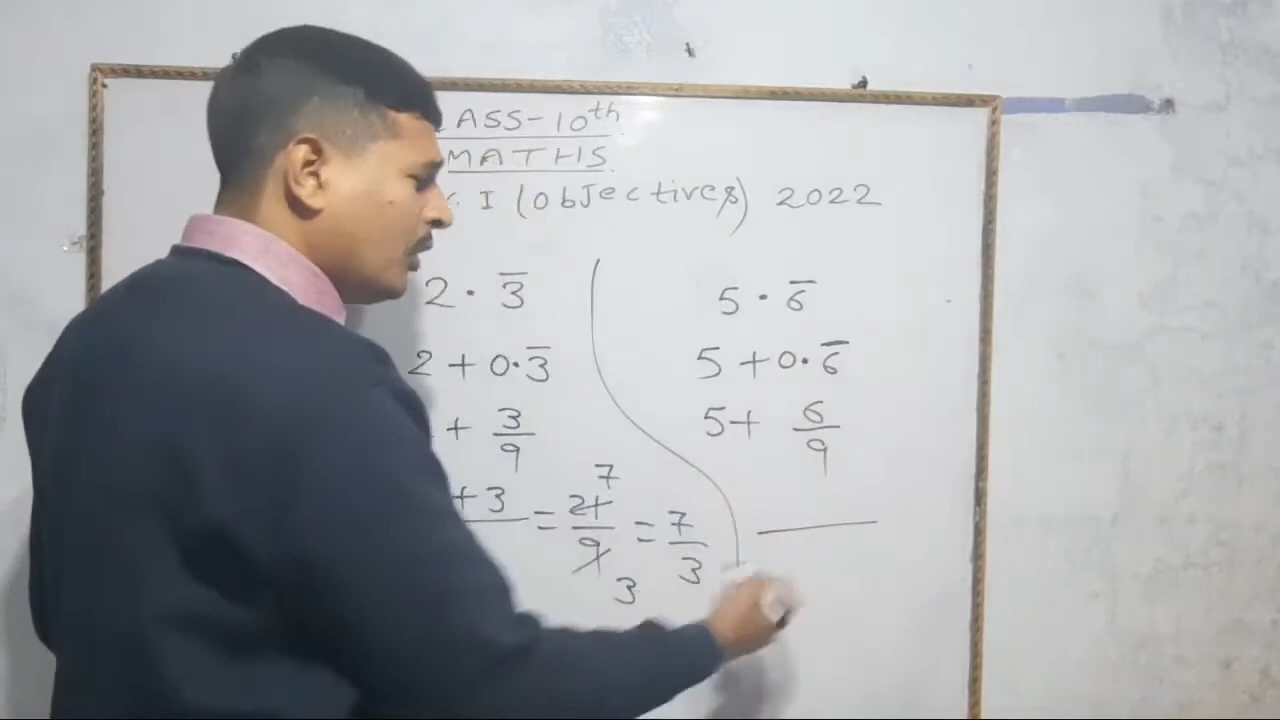 CLASS-10th
MATHS
I (Objectives) 2022
2.3̅
2+0.3̅
+ 3/9
+3 = 21/9 = 7/3
7
3
5.6̅
5+0.6̅
5+ 6/9